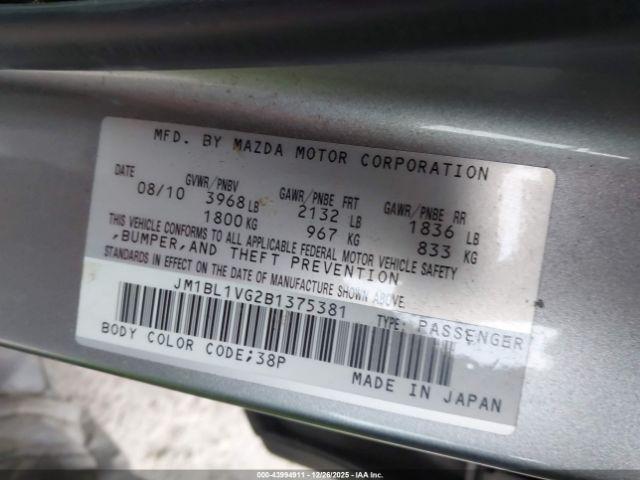 MFD. BY MAZDA MOTOR CORPORATION
DATE GVWR/PNBV GAWR/PNBE FRT GAWR/PNBE RR
08/10 3968 LB 2132 LB 1836 LB
1800 KG 967 KG 833 KG
THIS VEHICLE CONFORMS TO ALL APPLICABLE FEDERAL MOTOR VEHICLE SAFETY
,BUMPER,AND THEFT PREVENTION
STANDARDS IN EFFECT ON THE DATE OF MANUFACTURE SHOWN ABOVE.
JM1BL1VG2B1375381 TYPE: PASSENGER
BODY COLOR CODE;38P MADE IN JAPAN
000-43994911 - 12/26/2025 - IAAI.com